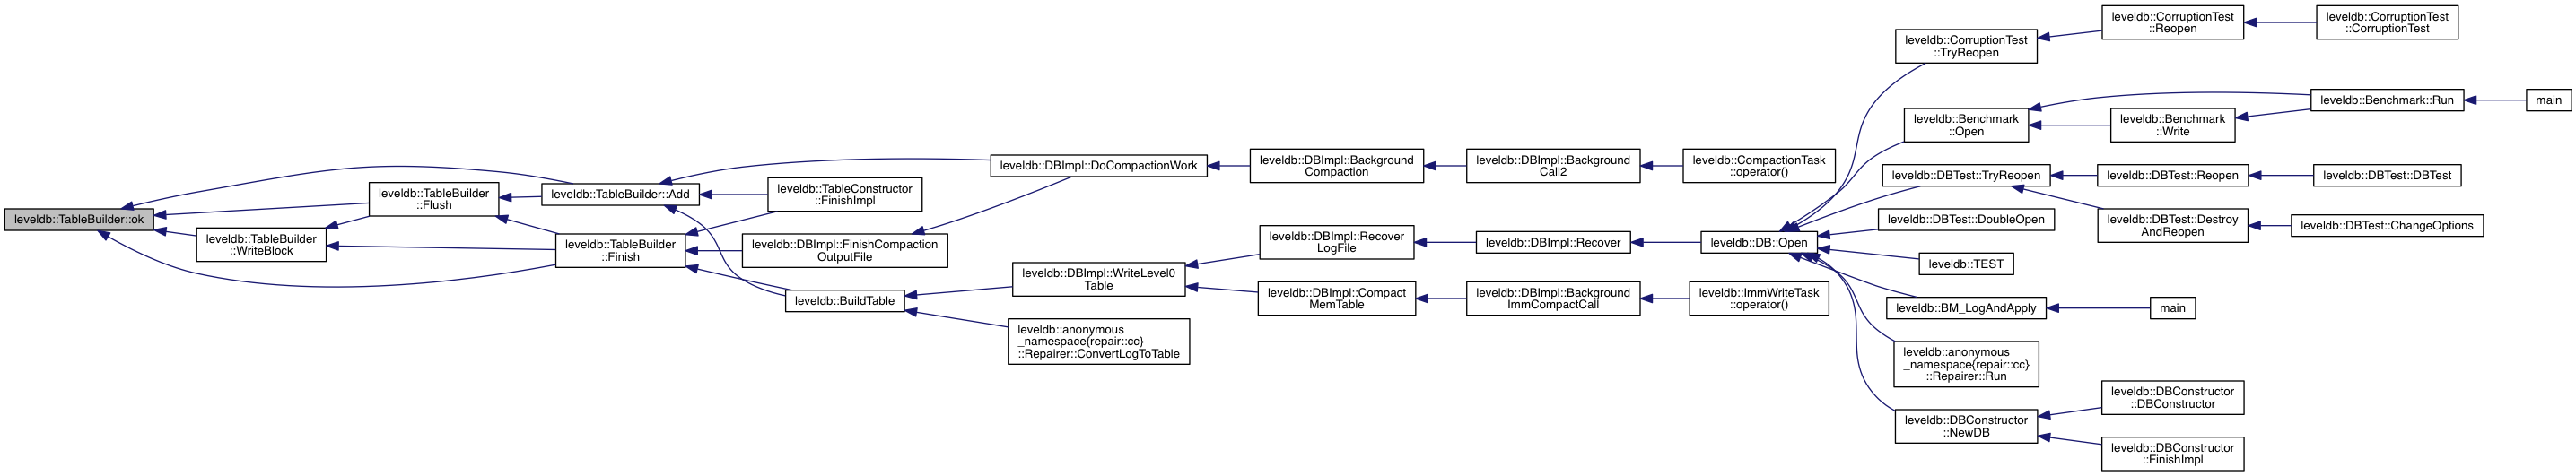 leveldb::TableBuilder::ok
leveldb::TableBuilder
::Flush
leveldb::TableBuilder
::WriteBlock
leveldb::TableBuilder::Add
leveldb::TableBuilder
::Finish
leveldb::TableConstructor
::FinishImpl
leveldb::DBImpl::FinishCompaction
OutputFile
leveldb::BuildTable
leveldb::DBImpl::DoCompactionWork
leveldb::DBImpl::WriteLevel0
Table
leveldb::anonymous
_namespace{repair::cc}
::Repairer::ConvertLogToTable
leveldb::DBImpl::Background
Compaction
leveldb::DBImpl::Recover
LogFile
leveldb::DBImpl::Compact
MemTable
leveldb::DBImpl::Background
Call2
leveldb::DBImpl::Recover
leveldb::DBImpl::Background
ImmCompactCall
leveldb::CompactionTask
::operator()
leveldb::DB::Open
leveldb::ImmWriteTask
::operator()
leveldb::CorruptionTest
::TryReopen
leveldb::Benchmark
::Open
leveldb::DBTest::TryReopen
leveldb::DBTest::DoubleOpen
leveldb::TEST
leveldb::BM_LogAndApply
leveldb::anonymous
_namespace{repair::cc}
::Repairer::Run
leveldb::DBConstructor
::NewDB
leveldb::CorruptionTest
::Reopen
leveldb::Benchmark
::Write
leveldb::DBTest::Reopen
leveldb::DBTest::Destroy
AndReopen
main
leveldb::DBConstructor
::DBConstructor
leveldb::DBConstructor
::FinishImpl
leveldb::CorruptionTest
::CorruptionTest
leveldb::Benchmark::Run
leveldb::DBTest::DBTest
leveldb::DBTest::ChangeOptions
main